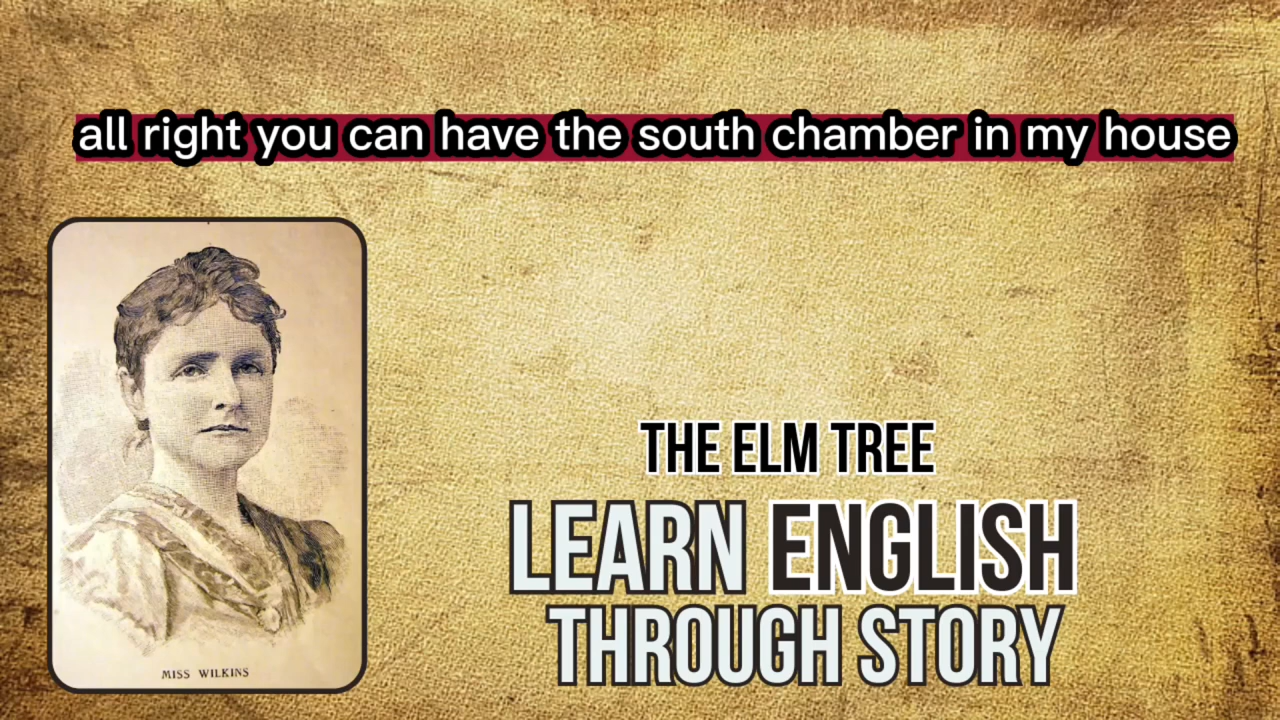 all right you can have the south chamber in my house
MISS WILKINS
THE ELM TREE
LEARN ENGLISH
THROUGH STORY